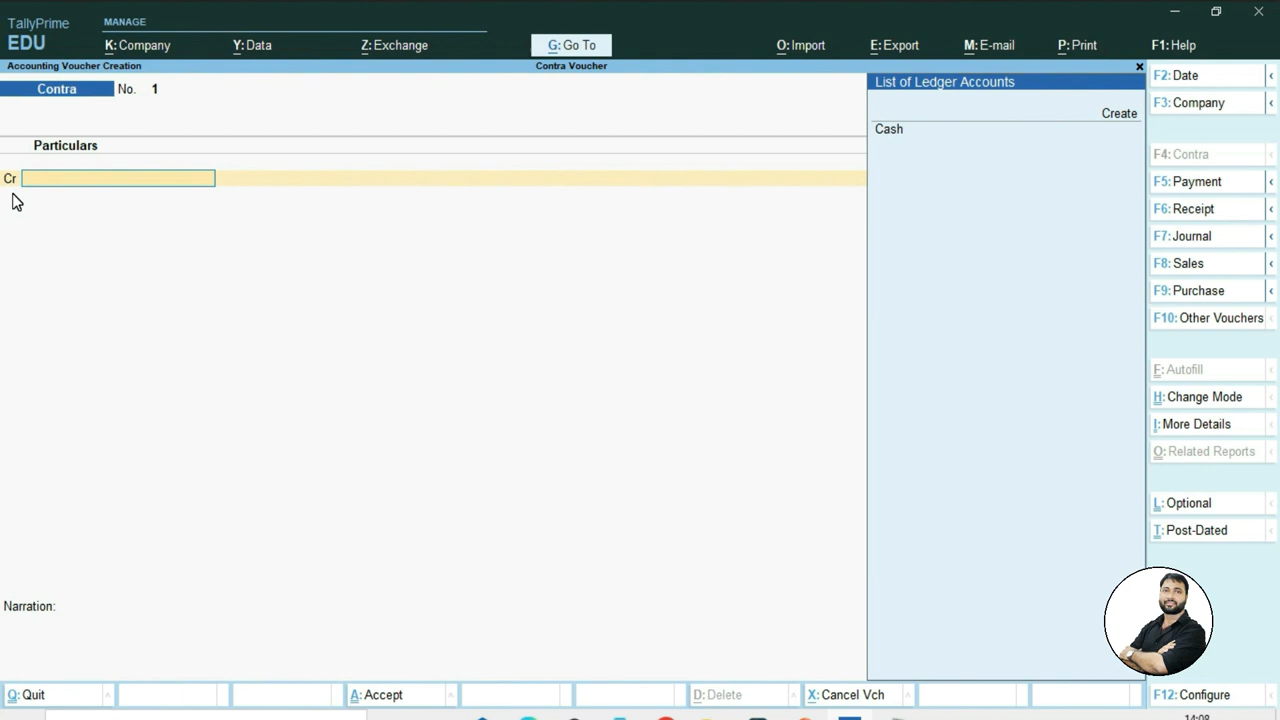 TallyPrime
EDU
MANAGE
K: Company
Y: Data
Z: Exchange
G: Go To
O: Import
E: Export
M: E-mail
P: Print
F1: Help
Accounting Voucher Creation
Contra Voucher
Contra No. 1
Particulars
Cr
Narration:
List of Ledger Accounts
Create
Cash
F2: Date
F3: Company
F4: Contra
F5: Payment
F6: Receipt
F7: Journal
F8: Sales
F9: Purchase
F10: Other Vouchers
F: Autofill
H: Change Mode
I: More Details
O: Related Reports
L: Optional
T: Post-Dated
Q: Quit
A: Accept
D: Delete
X: Cancel Vch
F12: Configure
14:08